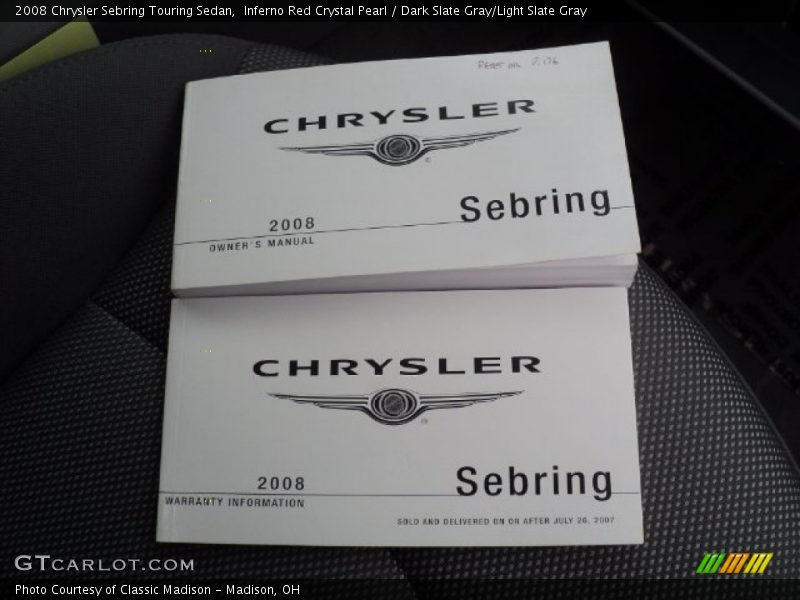 2008 Chrysler Sebring Touring Sedan,  Inferno Red Crystal Pearl / Dark Slate Gray/Light Slate Gray
CHRYSLER
Sebring
2008
OWNER'S MANUAL
CHRYSLER
2008
Sebring
WARRANTY INFORMATION
SOLD AND DELIVERED ON OR AFTER JULY 26, 2007
GTCARLOT.COM
Photo Courtesy of Classic Madison – Madison, OH